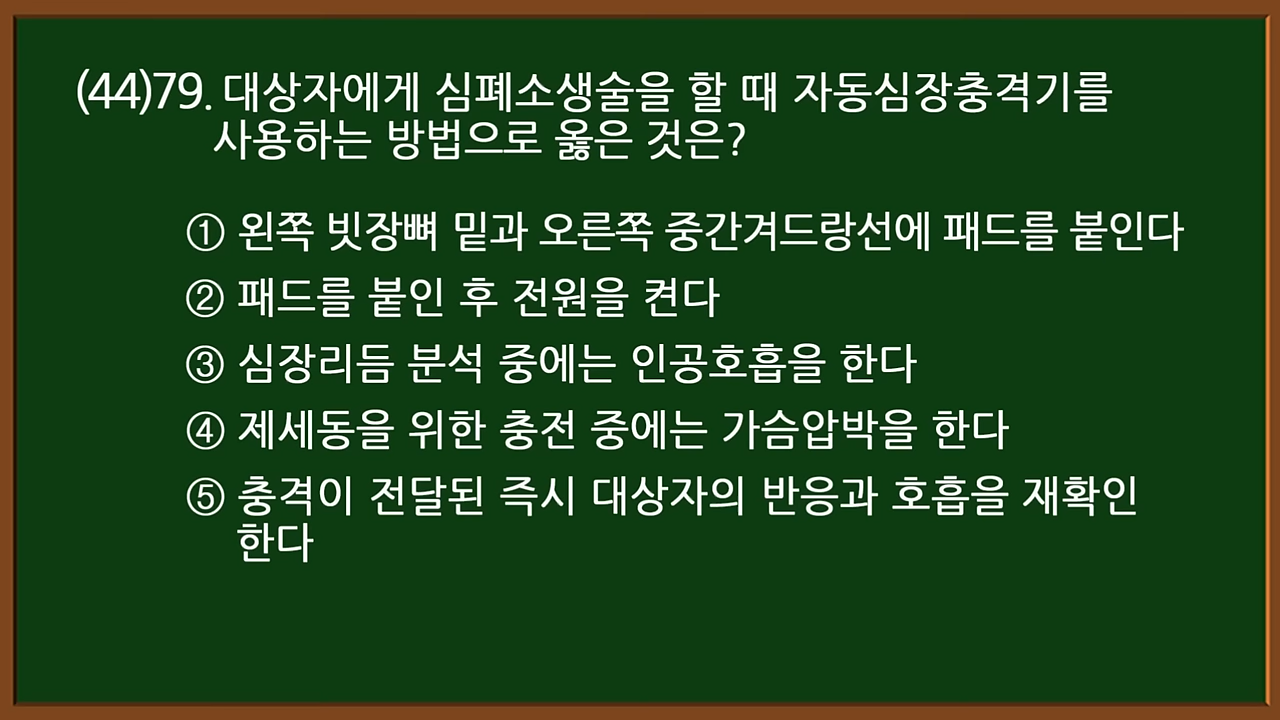 (44)79. 대상자에게 심폐소생술을 할 때 자동심장충격기를
사용하는 방법으로 옳은 것은?
① 왼쪽 빗장뼈 밑과 오른쪽 중간겨드랑선에 패드를 붙인다
② 패드를 붙인 후 전원을 켠다
③ 심장리듬 분석 중에는 인공호흡을 한다
④ 제세동을 위한 충전 중에는 가슴압박을 한다
⑤ 충격이 전달된 즉시 대상자의 반응과 호흡을 재확인
한다